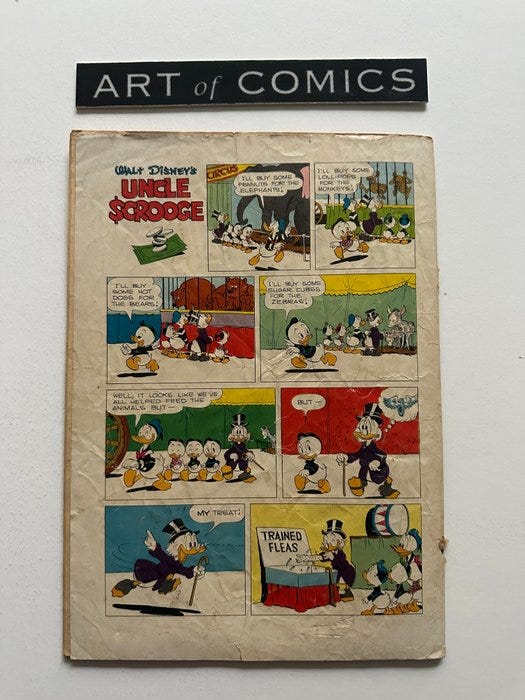 ART of COMICS
WALT DISNEY'S
UNCLE
$CROOGE
CIRCUS
I'LL BUY SOME
PEANUTS FOR THE
ELEPHANTS!
I'LL BUY SOME
LOLLIPOPS
FOR THE
MONKEYS!
I'LL BUY
SOME HOT
DOGS FOR
THE BEARS!
I'LL BUY SOME
SUGAR CUBES
FOR THE
ZEBRAS!
WELL, IT LOOKS LIKE WE'VE
ALL HELPED FEED THE
ANIMALS BUT—
BUT—
MY TREAT!
TRAINED
FLEAS